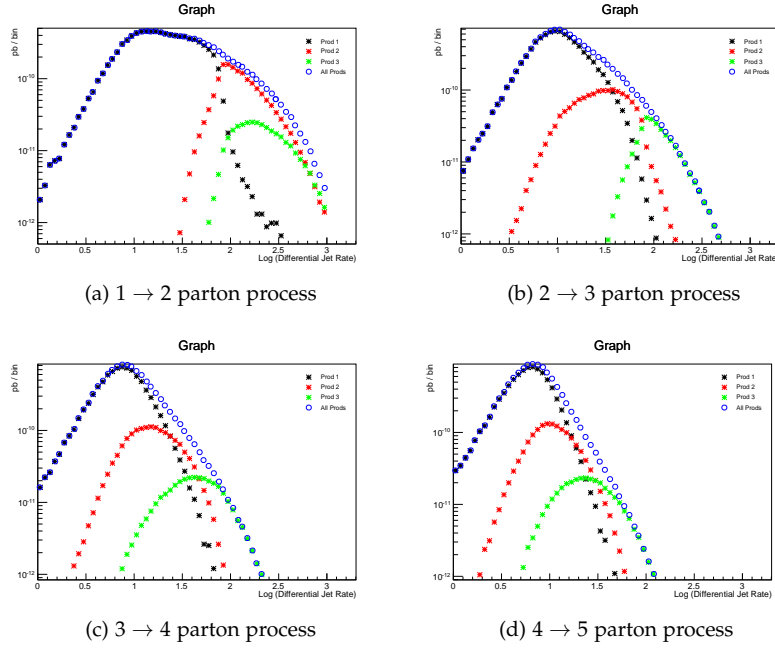 Graph
pb / bin
10^-10
10^-11
10^-12
Prod 1
Prod 2
Prod 3
All Prods
0 0.5 1 1.5 2 2.5 3
Log (Differential Jet Rate)
(a) 1 → 2 parton process
Graph
pb / bin
10^-10
10^-11
10^-12
Prod 1
Prod 2
Prod 3
All Prods
0 0.5 1 1.5 2 2.5 3
Log (Differential Jet Rate)
(b) 2 → 3 parton process
Graph
pb / bin
10^-10
10^-11
10^-12
Prod 1
Prod 2
Prod 3
All Prods
0 0.5 1 1.5 2 2.5 3
Log (Differential Jet Rate)
(c) 3 → 4 parton process
Graph
pb / bin
10^-10
10^-11
10^-12
Prod 1
Prod 2
Prod 3
All Prods
0 0.5 1 1.5 2 2.5 3
Log (Differential Jet Rate)
(d) 4 → 5 parton process